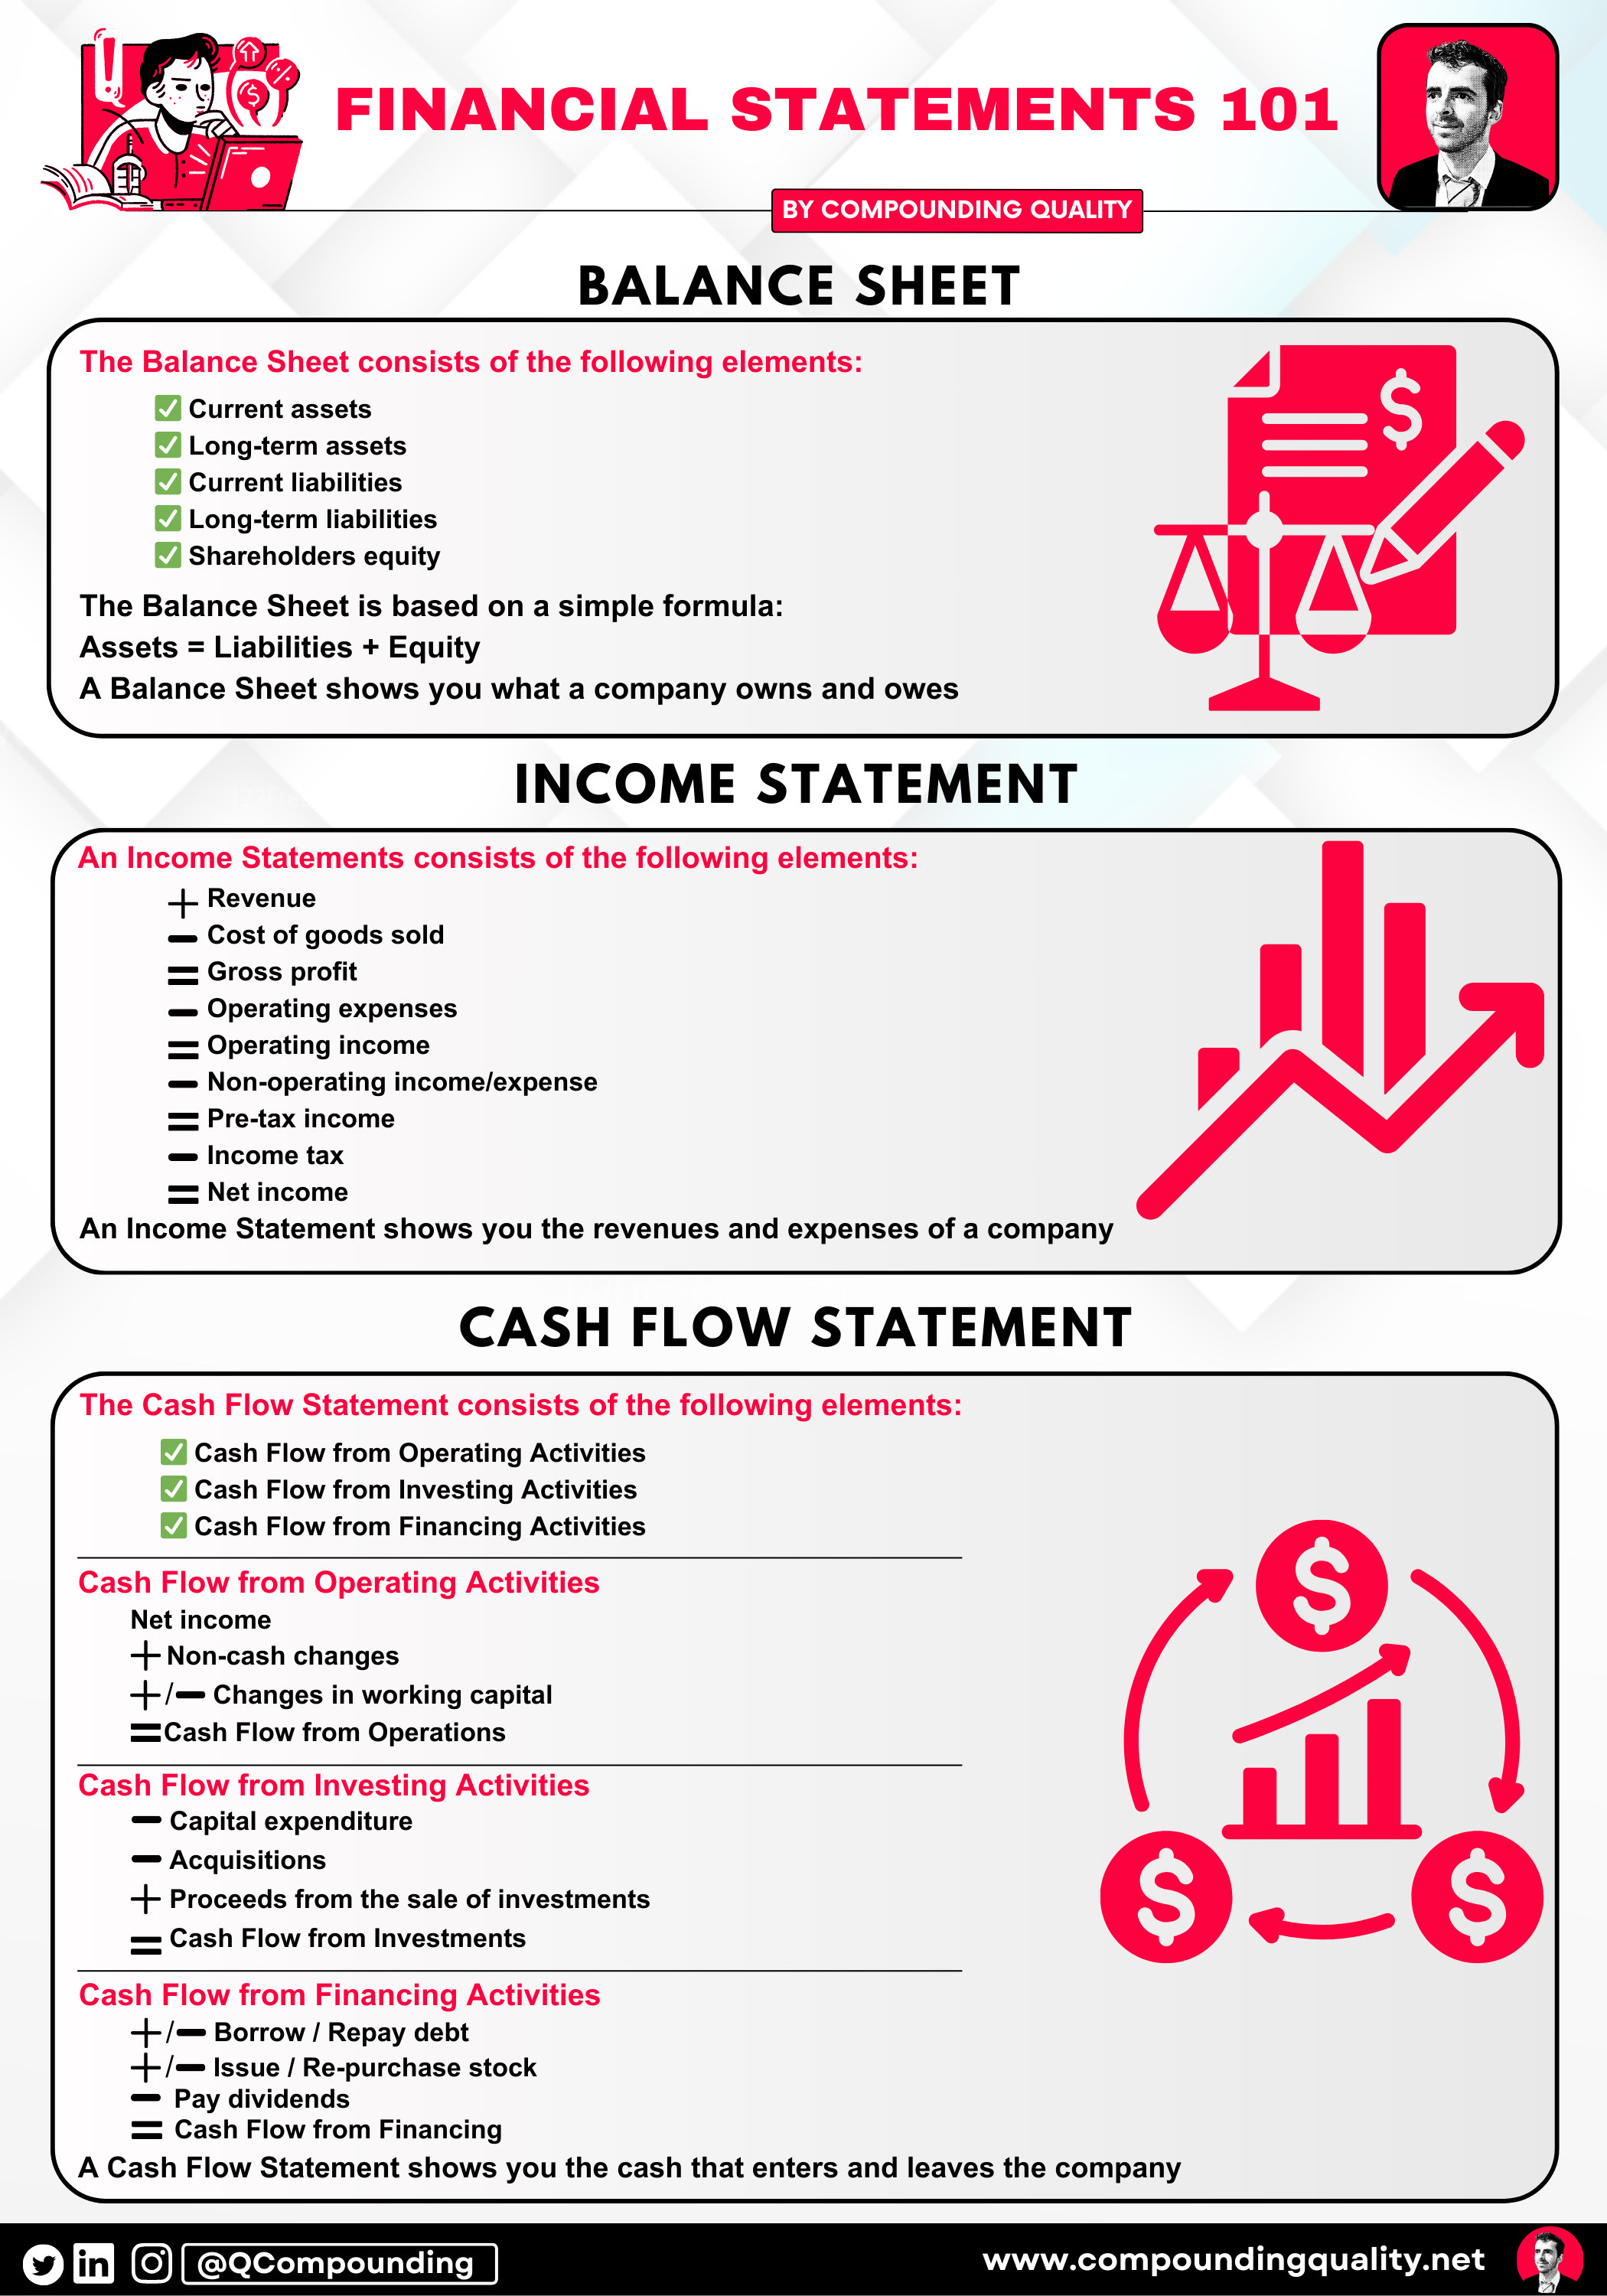 FINANCIAL STATEMENTS 101
BY COMPOUNDING QUALITY
BALANCE SHEET
The Balance Sheet consists of the following elements:
✅ Current assets
✅ Long-term assets
✅ Current liabilities
✅ Long-term liabilities
✅ Shareholders equity
The Balance Sheet is based on a simple formula:
Assets = Liabilities + Equity
A Balance Sheet shows you what a company owns and owes
INCOME STATEMENT
An Income Statements consists of the following elements:
+ Revenue
- Cost of goods sold
= Gross profit
- Operating expenses
= Operating income
- Non-operating income/expense
= Pre-tax income
- Income tax
= Net income
An Income Statement shows you the revenues and expenses of a company
CASH FLOW STATEMENT
The Cash Flow Statement consists of the following elements:
✅ Cash Flow from Operating Activities
✅ Cash Flow from Investing Activities
✅ Cash Flow from Financing Activities
Cash Flow from Operating Activities
Net income
+ Non-cash changes
+/- Changes in working capital
= Cash Flow from Operations
Cash Flow from Investing Activities
- Capital expenditure
- Acquisitions
+ Proceeds from the sale of investments
= Cash Flow from Investments
Cash Flow from Financing Activities
+/- Borrow / Repay debt
+/- Issue / Re-purchase stock
- Pay dividends
= Cash Flow from Financing
A Cash Flow Statement shows you the cash that enters and leaves the company
in @QCompounding
www.compoundingquality.net